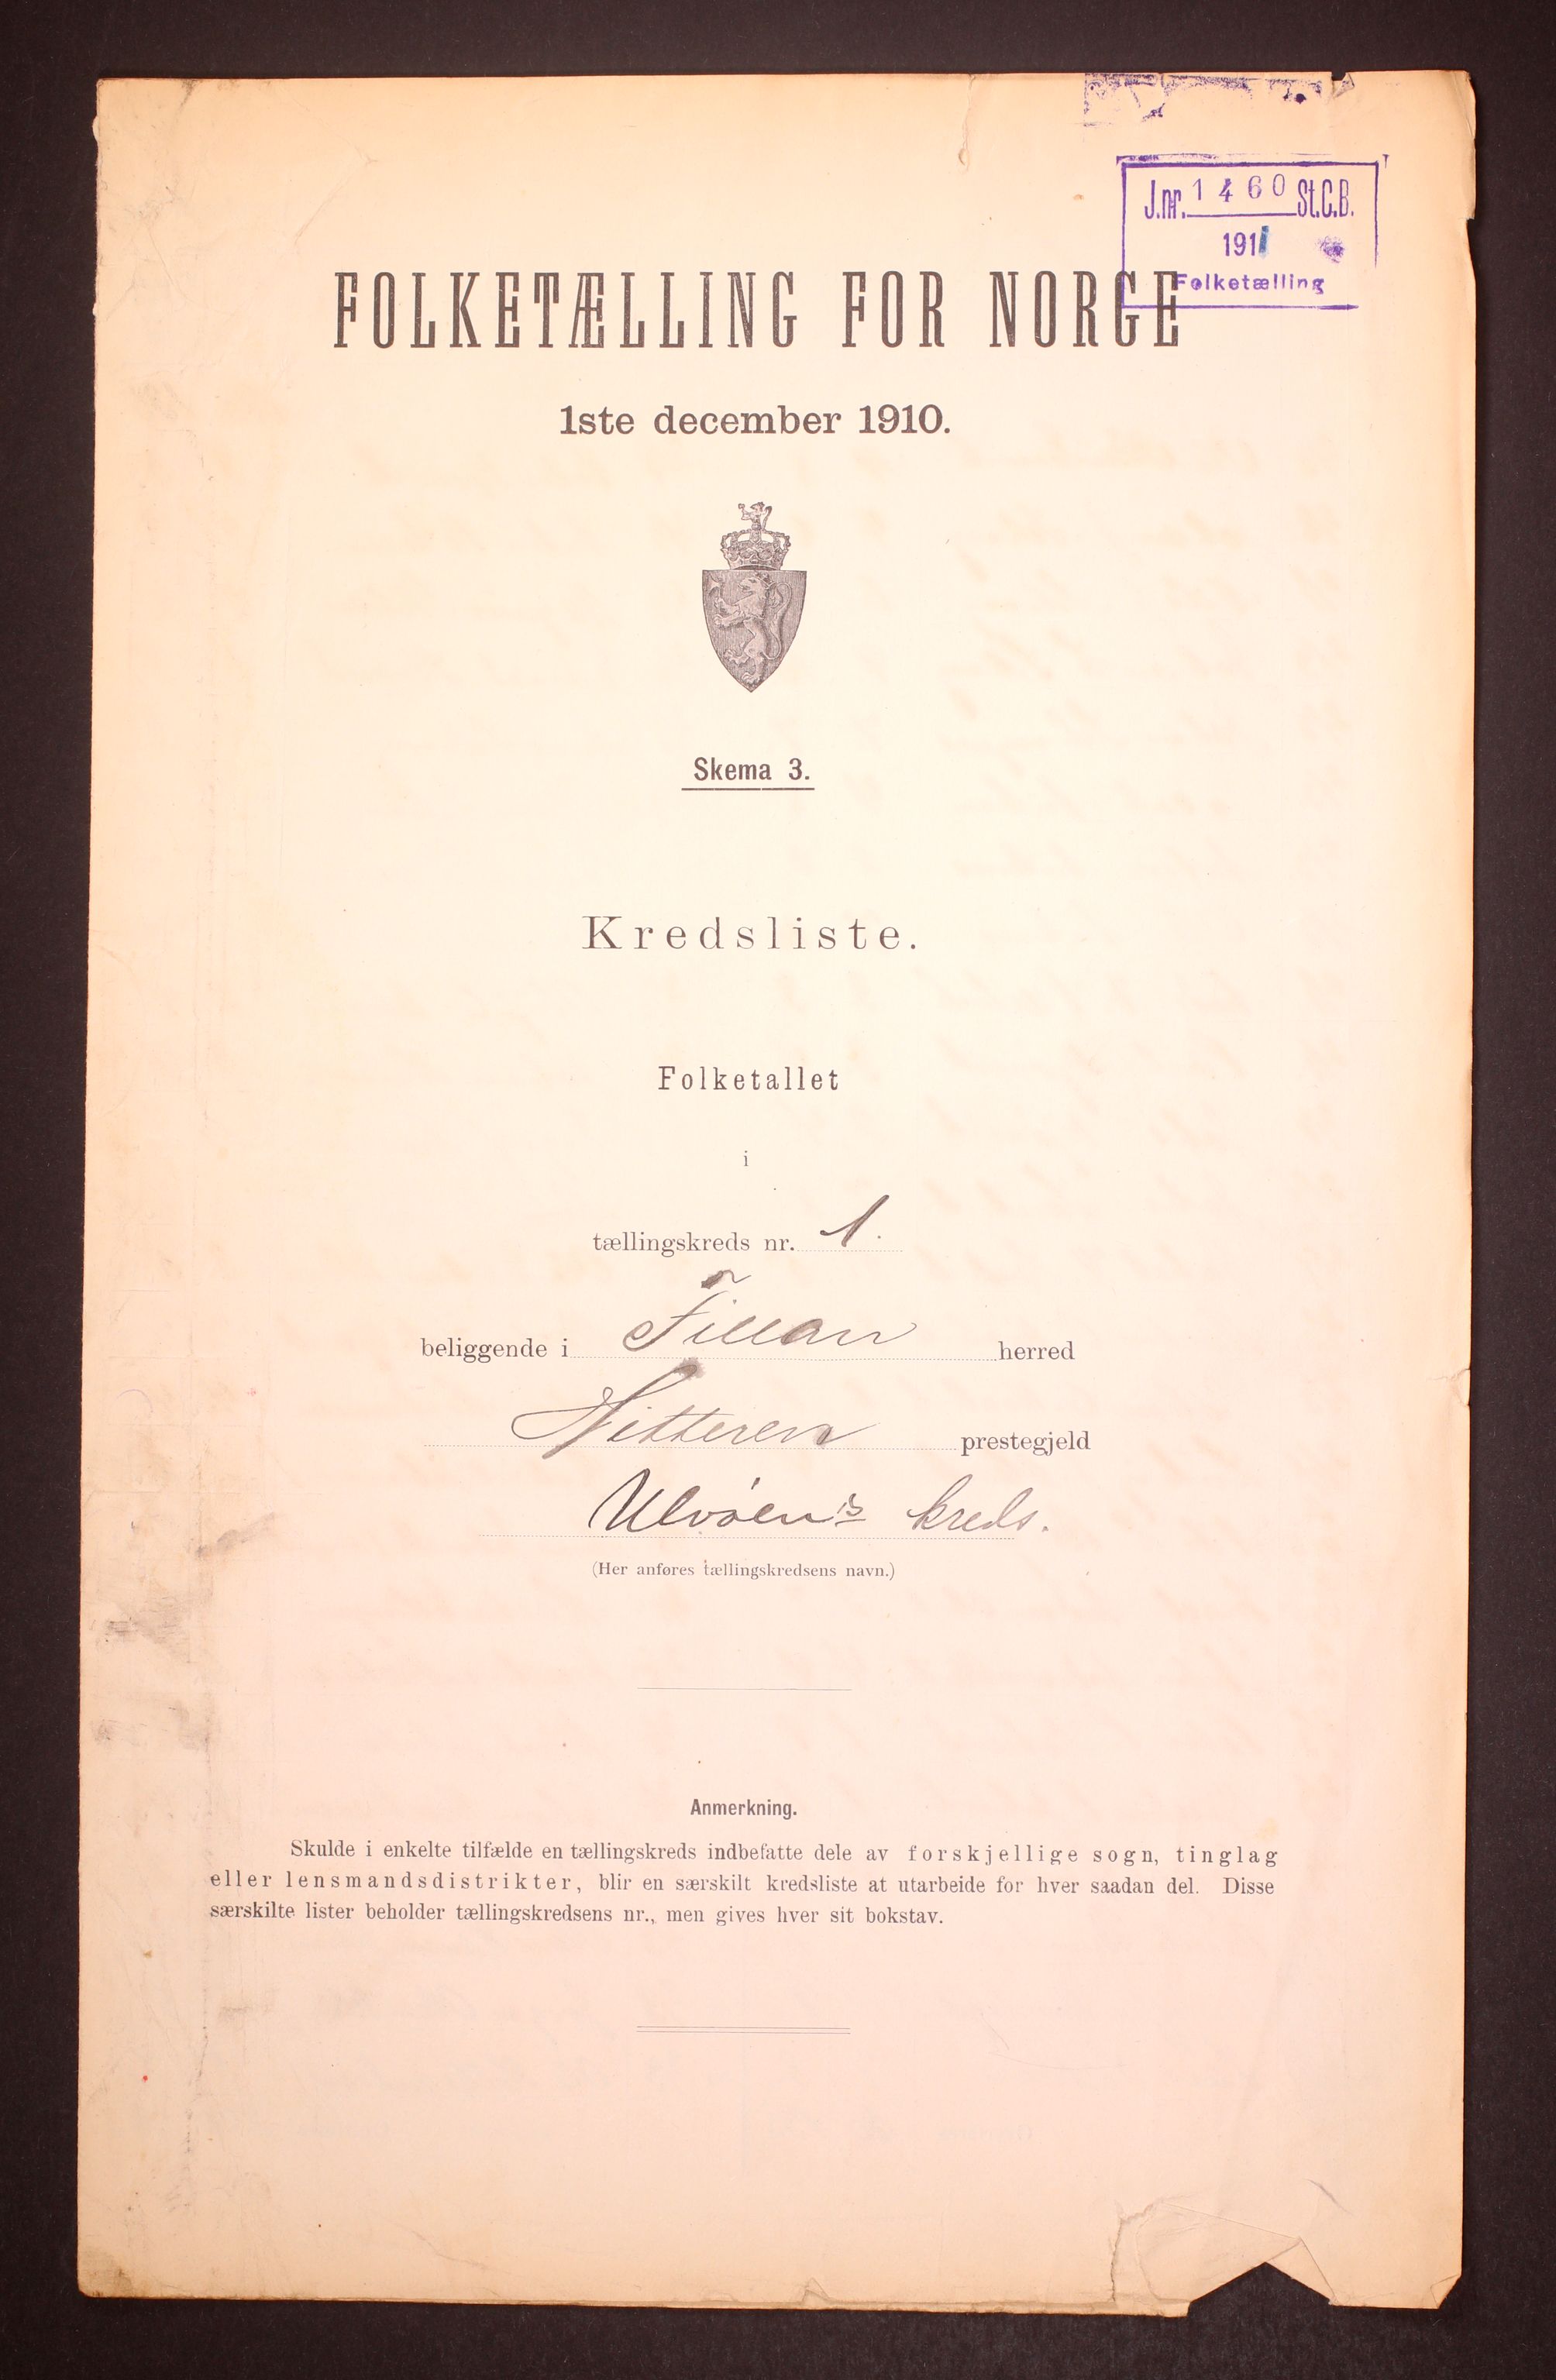 J.nr. 1460 St.C.B.
1911
Folketælling
FOLKETÆLLING FOR NORGE
1ste december 1910.
Skema 3.
Kredsliste.
Folketallet
i
tællingskreds nr. 1.
beliggende i Fillan herred
Hitteren prestegjeld
Ulvøen's kreds.
(Her anføres tællingskredsens navn.)
Anmerkning.
Skulde i enkelte tilfælde en tællingskreds indbefatte dele av forskjellige sogn, tinglag
eller lensmandsdistrikter, blir en særskilt kredsliste at utarbeide for hver saadan del. Disse
særskilte lister beholder tællingskredsens nr., men gives hver sit bokstav.